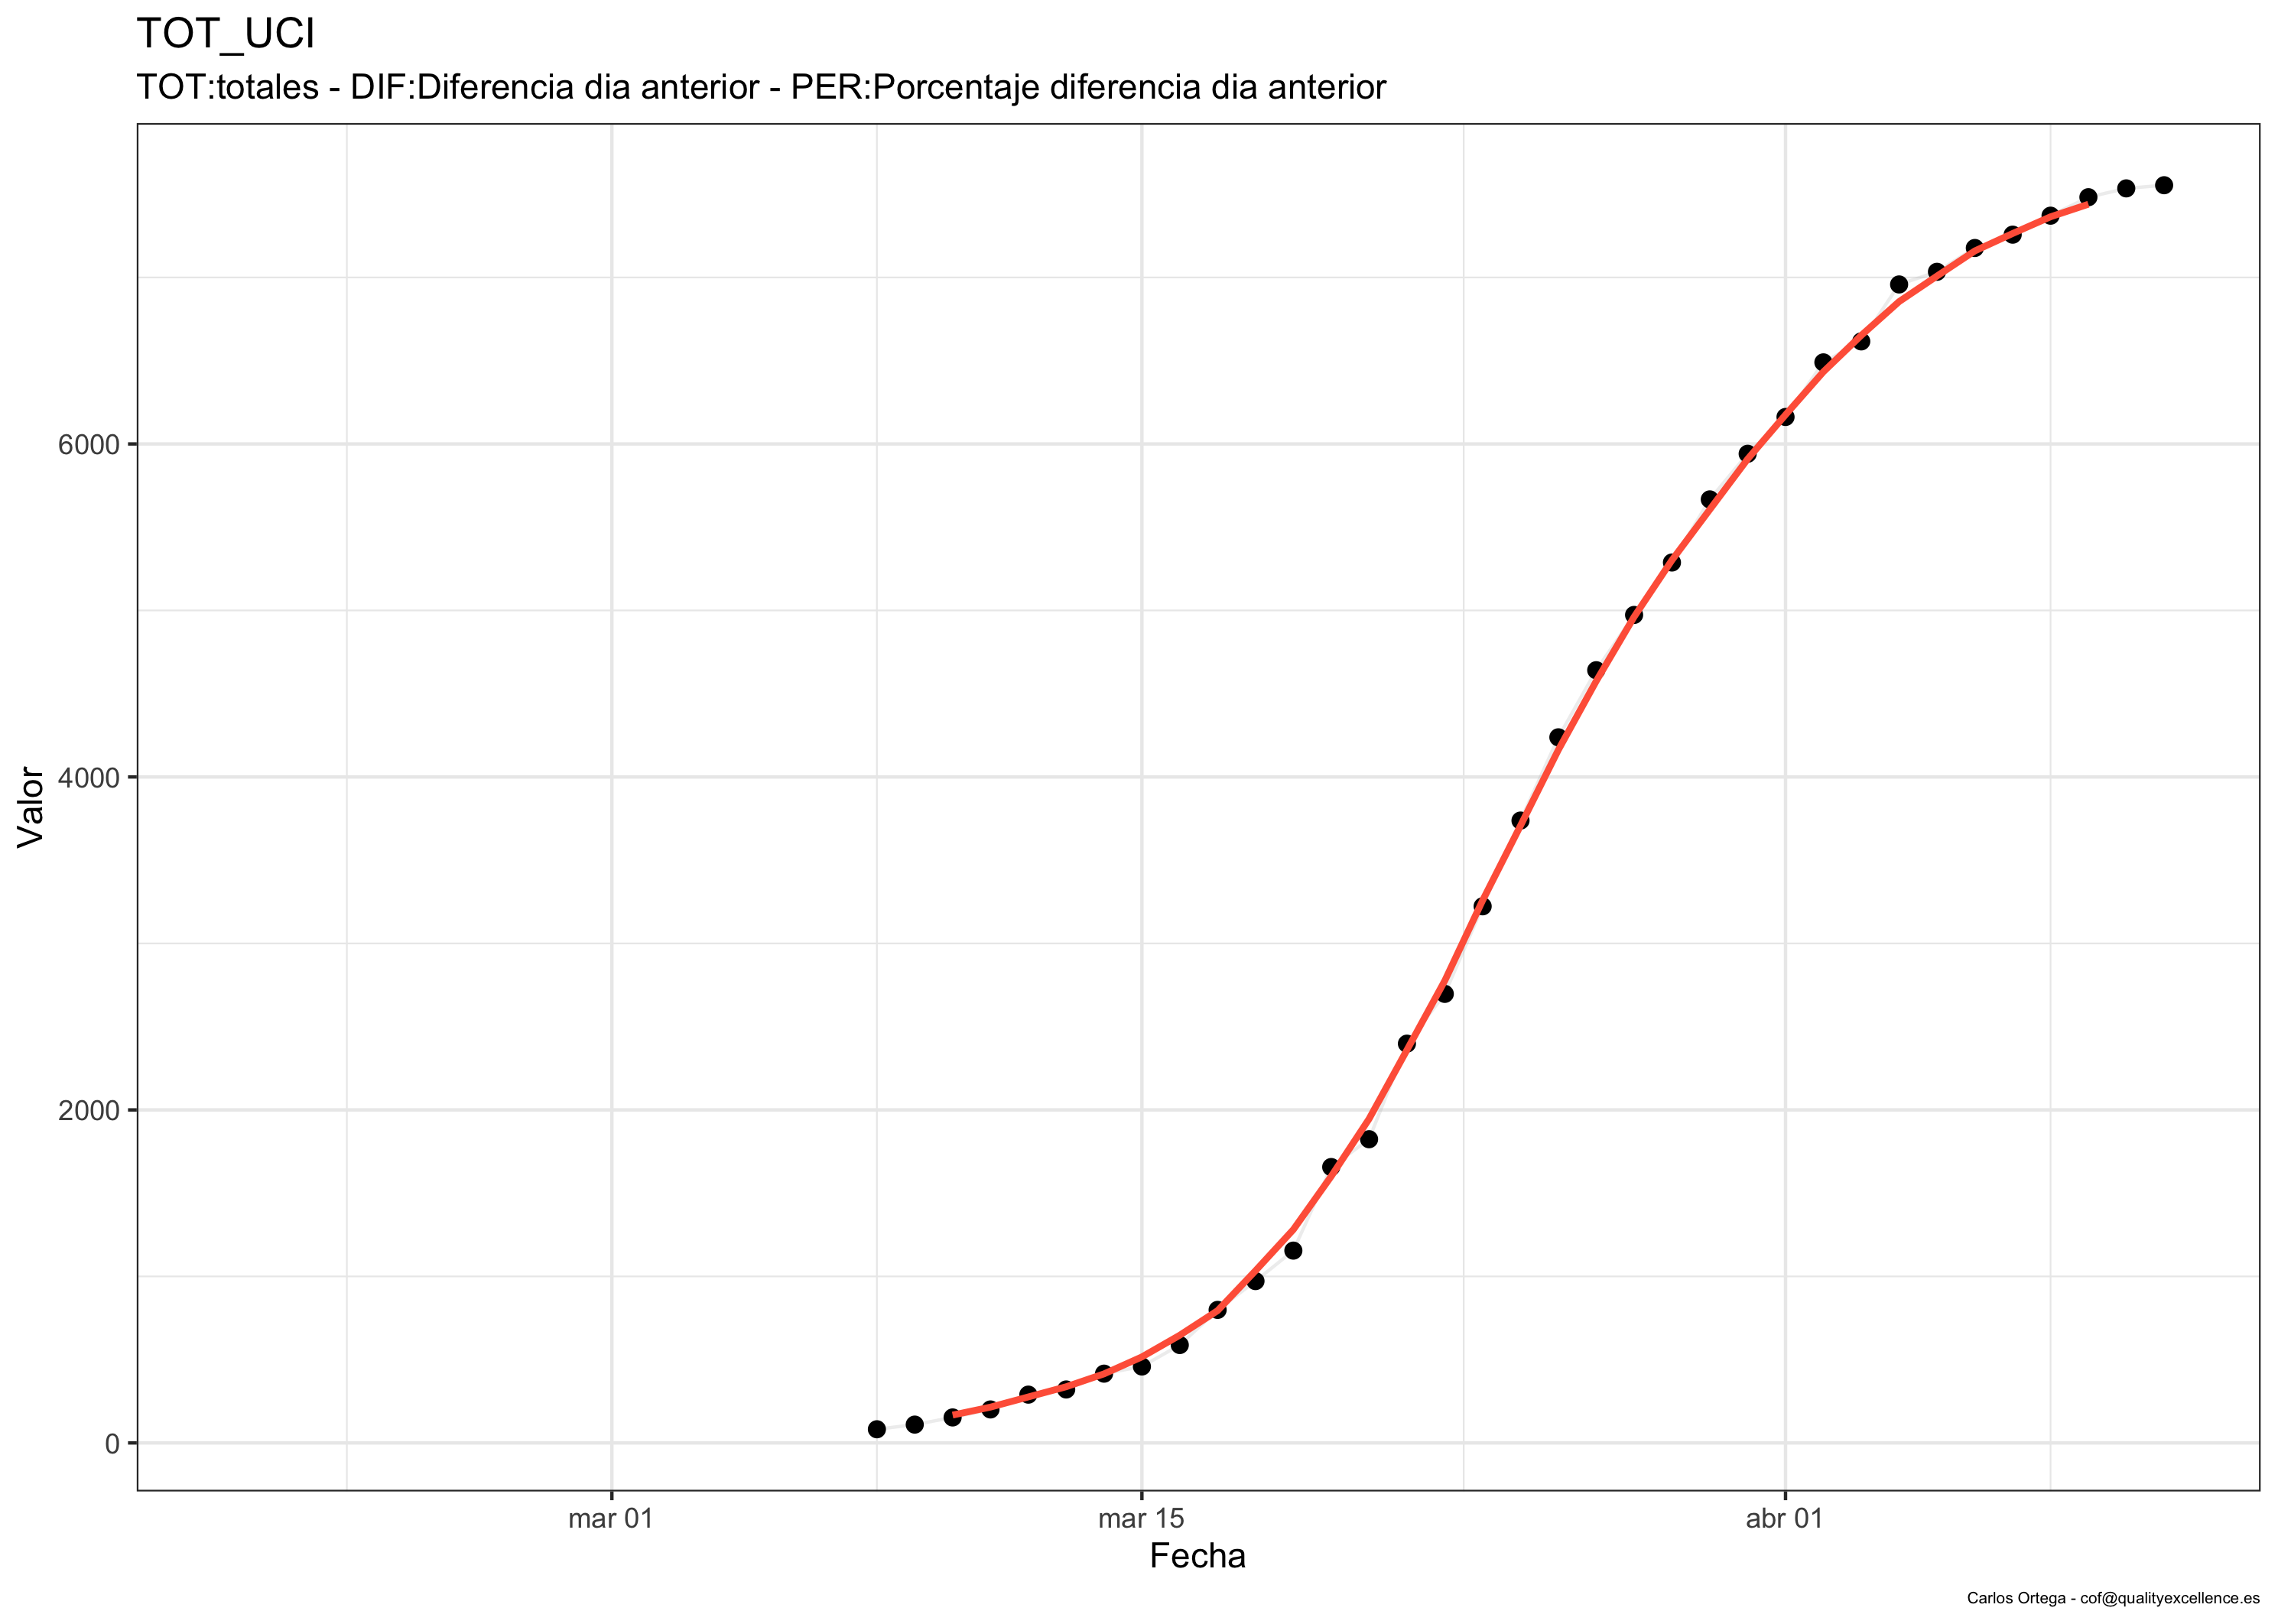 TOT_UCI
TOT:totales - DIF:Diferencia dia anterior - PER:Porcentaje diferencia dia anterior
Valor
6000
4000
2000
0
mar 01
mar 15
abr 01
Fecha
Carlos Ortega - cof@qualityexcellence.es